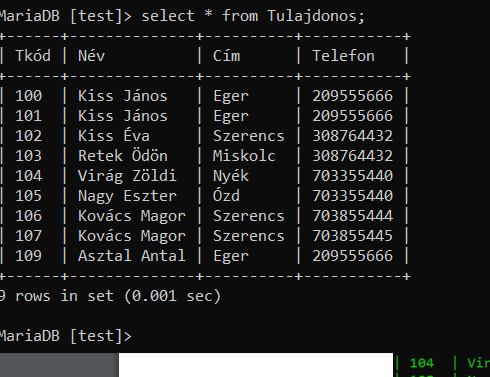 MariaDB [test]> select * from Tulajdonos;
+------+--------------+----------+-----------+
| Tkód | Név          | Cím      | Telefon   |
+------+--------------+----------+-----------+
| 100  | Kiss János   | Eger     | 209555666 |
| 101  | Kiss János   | Eger     | 209555666 |
| 102  | Kiss Éva     | Szerencs | 308764432 |
| 103  | Retek Ödön   | Miskolc  | 308764432 |
| 104  | Virág Zöldi  | Nyék     | 703355440 |
| 105  | Nagy Eszter  | Ózd      | 703355440 |
| 106  | Kovács Magor | Szerencs | 703855444 |
| 107  | Kovács Magor | Szerencs | 703855445 |
| 109  | Asztal Antal | Eger     | 209555666 |
+------+--------------+----------+-----------+
9 rows in set (0.001 sec)
MariaDB [test]>
| 104 | Vir